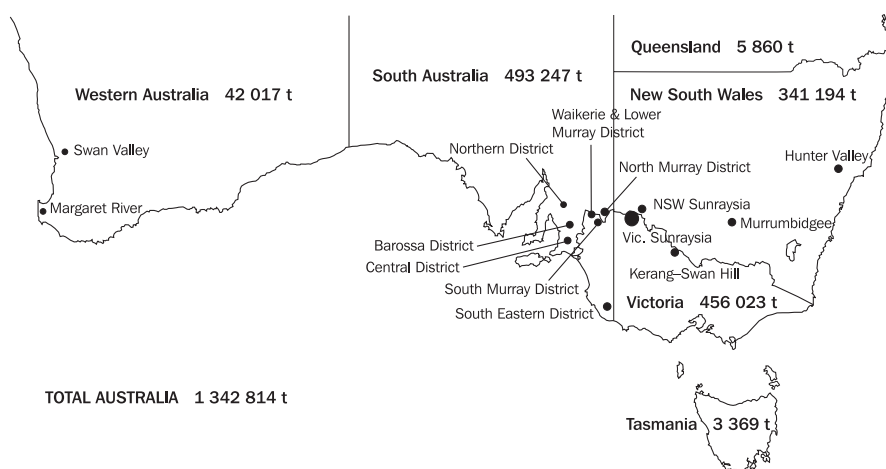 Queensland 5 860 t
South Australia 493 247 t
Western Australia 42 017 t
New South Wales 341 194 t
Waikerie & Lower
Murray District
Northern District
Swan Valley
Hunter Valley
North Murray District
NSW Sunraysia
Margaret River
Murrumbidgee
Barossa District
Vic. Sunraysia
Central District
Kerang–Swan Hill
South Murray District
Victoria 456 023 t
South Eastern District
TOTAL AUSTRALIA 1 342 814 t
Tasmania 3 369 t